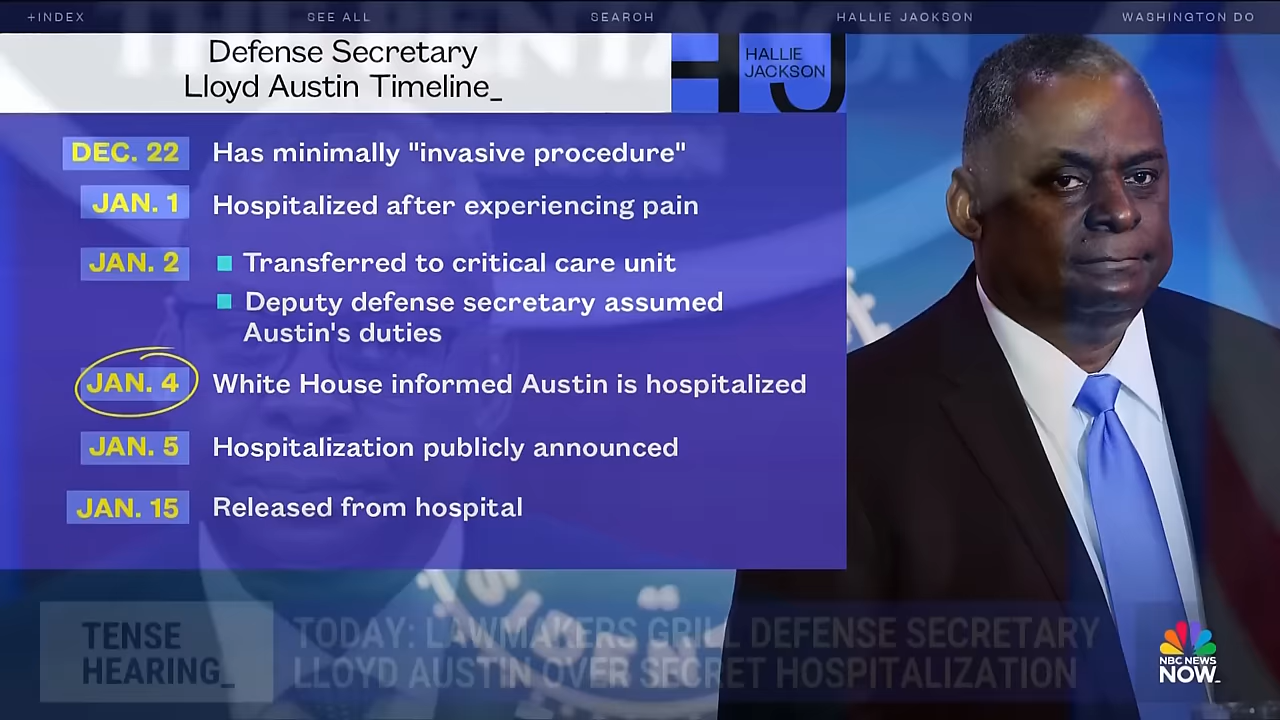 +INDEX
SEE ALL
SEARCH
HALLIE JACKSON
WASHINGTON DO
Defense Secretary
Lloyd Austin Timeline_
HALLIE
JACKSON
HJ
DEC. 22 Has minimally "invasive procedure"
JAN. 1 Hospitalized after experiencing pain
JAN. 2 Transferred to critical care unit
Deputy defense secretary assumed
Austin's duties
JAN. 4 White House informed Austin is hospitalized
JAN. 5 Hospitalization publicly announced
JAN. 15 Released from hospital
TENSE
HEARING_
TODAY: LAWMAKERS GRILL DEFENSE SECRETARY
LLOYD AUSTIN OVER SECRET HOSPITALIZATION
NBC NEWS
NOW_